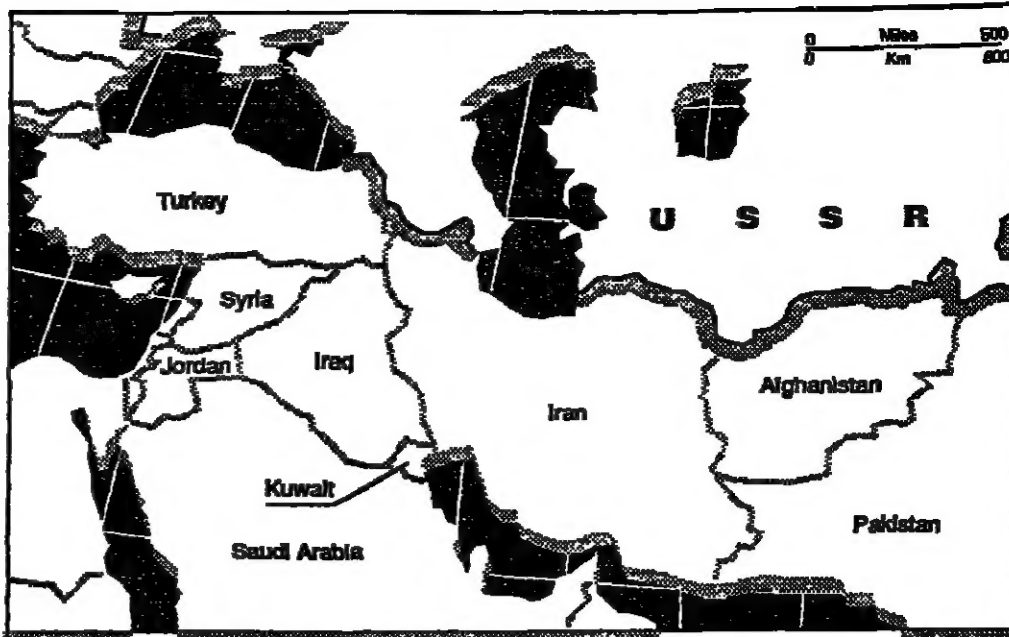 0 Miles 500
0 Km 800
Turkey
U S S R
Syria
Jordan
Iraq
Iran
Afghanistan
Kuwait
Saudi Arabia
Pakistan